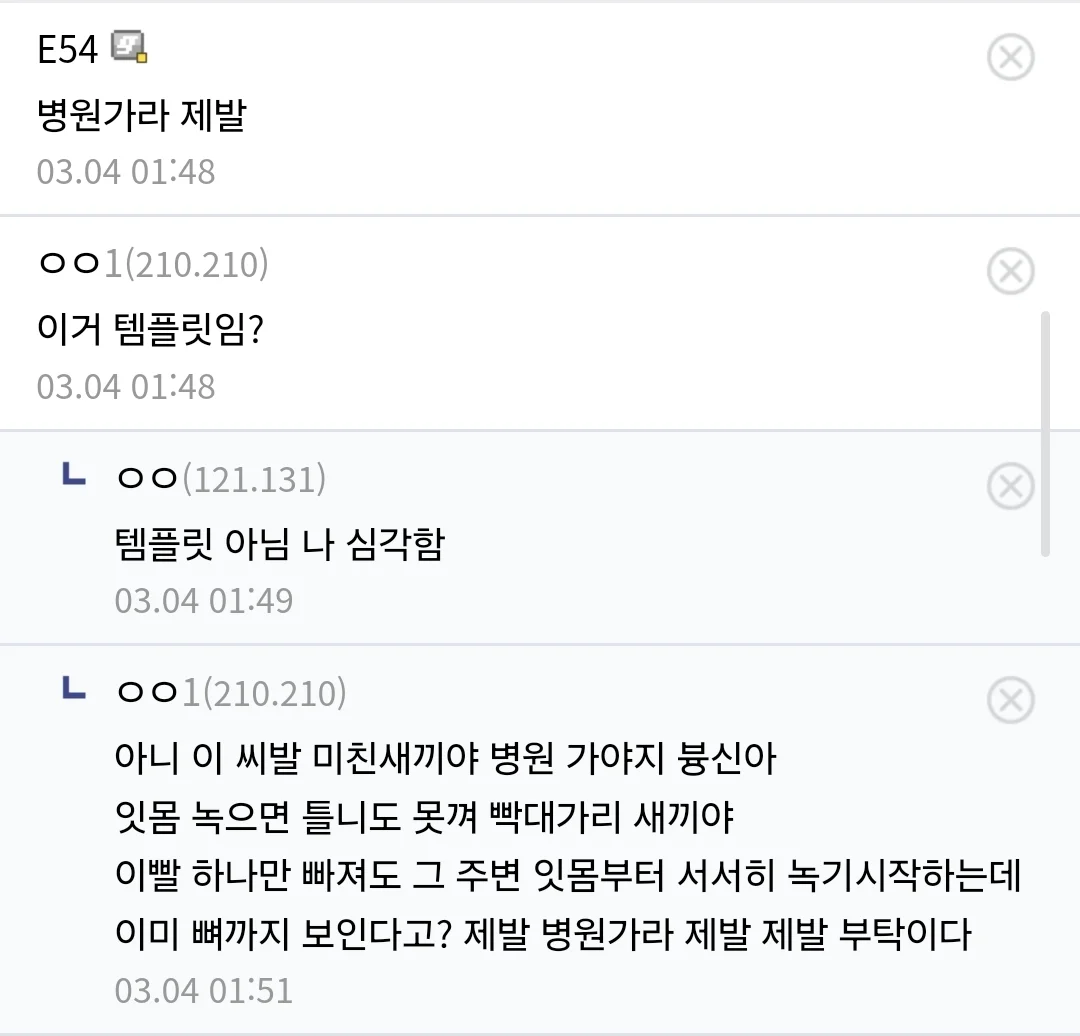 E54
병원가라 제발
03.04 01:48
ㅇㅇ1(210.210)
이거 템플릿임?
03.04 01:48
ㅇㅇ(121.131)
템플릿 아님 나 심각함
03.04 01:49
ㅇㅇ1(210.210)
아니 이 씨발 미친새끼야 병원 가야지 븅신아
잇몸 녹으면 틀니도 못껴 빡대가리 새끼야
이빨 하나만 빠져도 그 주변 잇몸부터 서서히 녹기시작하는데
이미 뼈까지 보인다고? 제발 병원가라 제발 제발 부탁이다
03.04 01:51